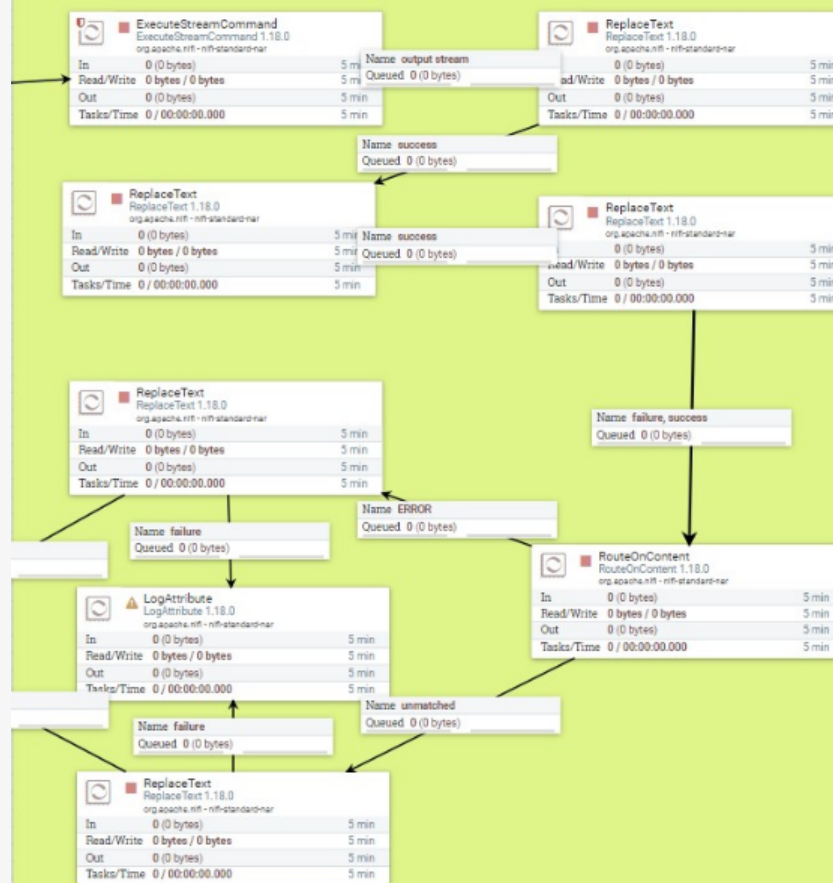 ExecuteStreamCommand
ExecuteStreamCommand 1.18.0
org.apache.nifi - nifi-standard-nar
In 0 (0 bytes) 5 mi
Read/Write 0 bytes / 0 bytes 5 mi
Out 0 (0 bytes) 5 min
Tasks/Time 0 / 00:00:00.000 5 min
Name output stream
Queued 0 (0 bytes)
ReplaceText
ReplaceText 1.18.0
org.apache.nifi - nifi-standard-nar
0 (0 bytes) 5 min
ad/Write 0 bytes / 0 bytes 5 min
Out 0 (0 bytes) 5 min
Tasks/Time 0 / 00:00:00.000 5 min
Name success
Queued 0 (0 bytes)
ReplaceText
ReplaceText 1.18.0
org.apache.nifi - nifi-standard-nar
In 0 (0 bytes) 5 mi
Read/Write 0 bytes / 0 bytes 5 min
Out 0 (0 bytes) 5 min
Tasks/Time 0 / 00:00:00.000 5 min
Name success
Queued 0 (0 bytes)
ReplaceText
ReplaceText 1.18.0
org.apache.nifi - nifi-standard-nar
0 (0 bytes) 5 min
Read/Write 0 bytes / 0 bytes 5 min
Out 0 (0 bytes) 5 min
Tasks/Time 0 / 00:00:00.000 5 min
ReplaceText
ReplaceText 1.18.0
org.apache.nifi - nifi-standard-nar
In 0 (0 bytes) 5 min
Read/Write 0 bytes / 0 bytes 5 min
Out 0 (0 bytes) 5 min
Tasks/Time 0 / 00:00:00.000 5 min
Name failure, success
Queued 0 (0 bytes)
Name ERROR
Queued 0 (0 bytes)
Name failure
Queued 0 (0 bytes)
RouteOnContent
RouteOnContent 1.18.0
org.apache.nifi - nifi-standard-nar
In 0 (0 bytes) 5 min
Read/Write 0 bytes / 0 bytes 5 min
Out 0 (0 bytes) 5 min
Tasks/Time 0 / 00:00:00.000 5 min
LogAttribute
LogAttribute 1.18.0
org.apache.nifi - nifi-standard-nar
In 0 (0 bytes) 5 min
Read/Write 0 bytes / 0 bytes 5 min
Out 0 (0 bytes) 5 min
Tasks/Time 0 / 00:00:00.000 5 min
Name unmatched
Queued 0 (0 bytes)
Name failure
Queued 0 (0 bytes)
ReplaceText
ReplaceText 1.18.0
org.apache.nifi - nifi-standard-nar
In 0 (0 bytes) 5 min
Read/Write 0 bytes / 0 bytes 5 min
Out 0 (0 bytes) 5 min
Tasks/Time 0 / 00:00:00.000 5 min